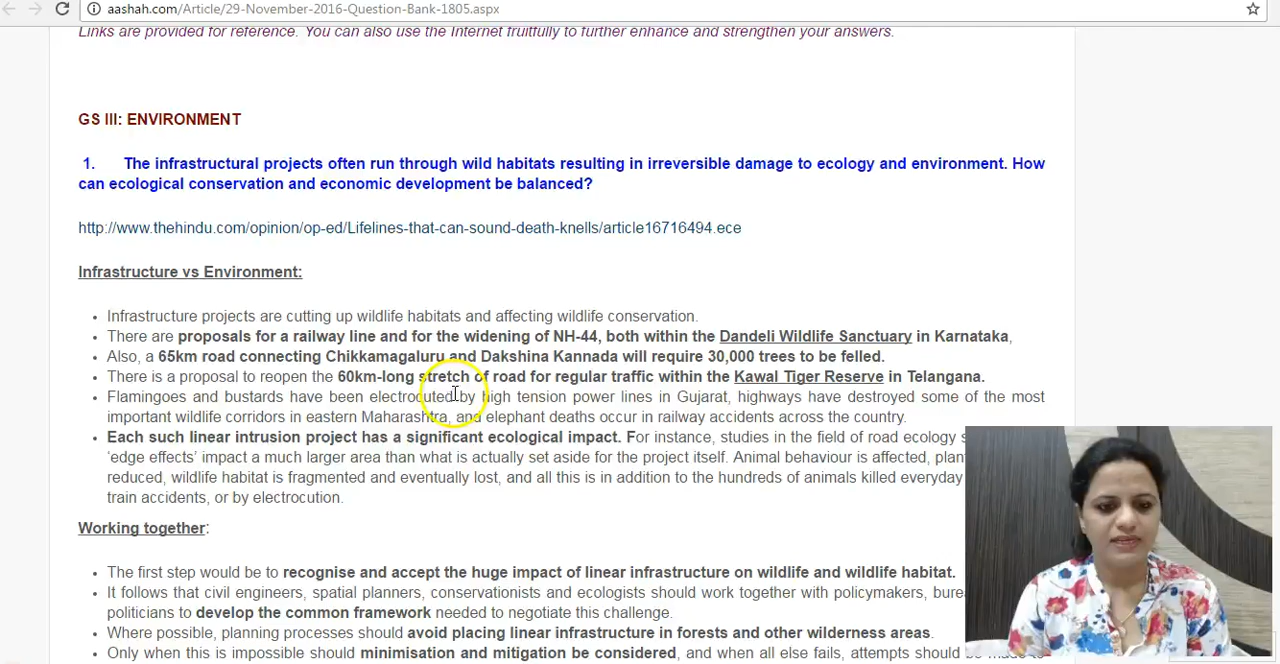 aashah.com/Article/29-November-2016-Question-Bank-1805.aspx
Links are provided for reference. You can also use the Internet fruitfully to further enhance and strengthen your answers.
GS III: ENVIRONMENT
1. The infrastructural projects often run through wild habitats resulting in irreversible damage to ecology and environment. How
can ecological conservation and economic development be balanced?
http://www.thehindu.com/opinion/op-ed/Lifelines-that-can-sound-death-knells/article16716494.ece
Infrastructure vs Environment:
• Infrastructure projects are cutting up wildlife habitats and affecting wildlife conservation.
• There are proposals for a railway line and for the widening of NH-44, both within the Dandeli Wildlife Sanctuary in Karnataka,
• Also, a 65km road connecting Chikkamagaluru and Dakshina Kannada will require 30,000 trees to be felled.
• There is a proposal to reopen the 60km-long stretch of road for regular traffic within the Kawal Tiger Reserve in Telangana.
• Flamingoes and bustards have been electrocuted by high tension power lines in Gujarat, highways have destroyed some of the most
important wildlife corridors in eastern Maharashtra, and elephant deaths occur in railway accidents across the country.
• Each such linear intrusion project has a significant ecological impact. For instance, studies in the field of road ecology
'edge effects' impact a much larger area than what is actually set aside for the project itself. Animal behaviour is affected,
reduced, wildlife habitat is fragmented and eventually lost, and all this is in addition to the hundreds of animals killed everyday
train accidents, or by electrocution.
Working together:
• The first step would be to recognise and accept the huge impact of linear infrastructure on wildlife and wildlife habitat.
• It follows that civil engineers, spatial planners, conservationists and ecologists should work together with policymakers,
politicians to develop the common framework needed to negotiate this challenge.
• Where possible, planning processes should avoid placing linear infrastructure in forests and other wilderness areas.
• Only when this is impossible should minimisation and mitigation be considered, and when all else fails, attempts should be made to